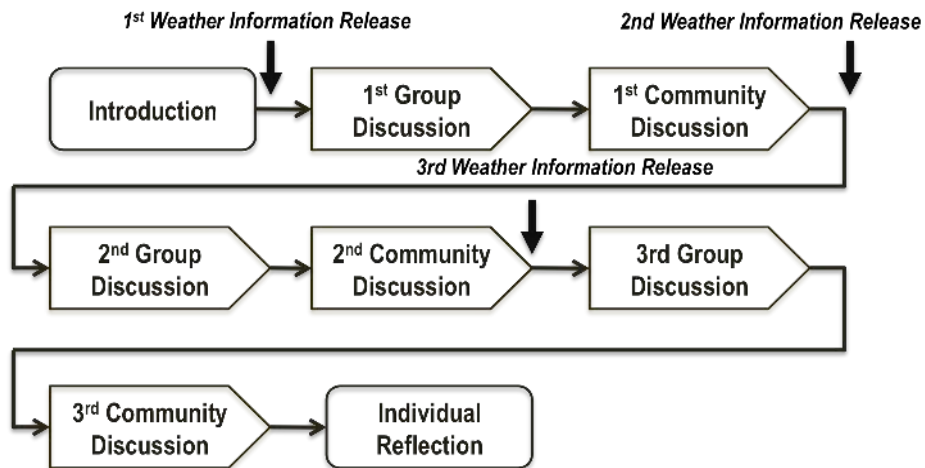 1st Weather Information Release
2nd Weather Information Release
Introduction
1st Group
Discussion
1st Community
Discussion
3rd Weather Information Release
2nd Group
Discussion
2nd Community
Discussion
3rd Group
Discussion
3rd Community
Discussion
Individual
Reflection